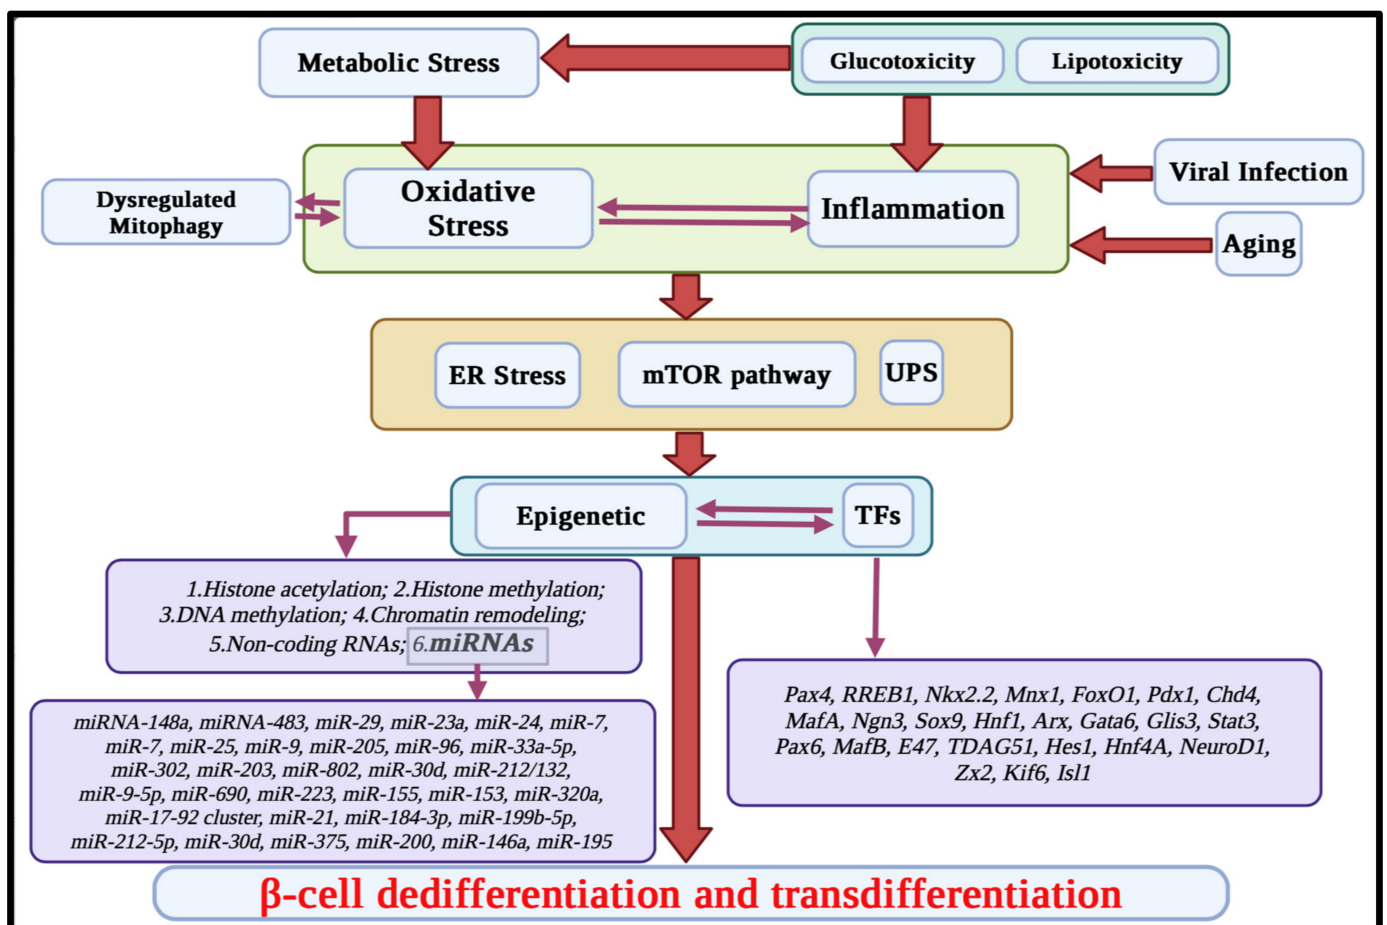 Metabolic Stress
Glucotoxicity
Lipotoxicity
Viral Infection
Dysregulated
Mitophagy
Oxidative
Stress
Inflammation
Aging
ER Stress
mTOR pathway
UPS
Epigenetic
TFs
1.Histone acetylation; 2.Histone methylation;
3.DNA methylation; 4.Chromatin remodeling;
5.Non-coding RNAs; 6.miRNAs
miRNA-148a, miRNA-483, miR-29, miR-23a, miR-24, miR-7,
miR-7, miR-25, miR-9, miR-205, miR-96, miR-33a-5p,
miR-302, miR-203, miR-802, miR-30d, miR-212/132,
miR-9-5p, miR-690, miR-223, miR-155, miR-153, miR-320a,
miR-17-92 cluster, miR-21, miR-184-3p, miR-199b-5p,
miR-212-5p, miR-30d, miR-375, miR-200, miR-146a, miR-195
Pax4, RREB1, Nkx2.2, Mnx1, FoxO1, Pdx1, Chd4,
MafA, Ngn3, Sox9, Hnf1, Arx, Gata6, Glis3, Stat3,
Pax6, MafB, E47, TDAG51, Hes1, Hnf4A, NeuroD1,
Zx2, Kif6, Isl1
β-cell dedifferentiation and transdifferentiation